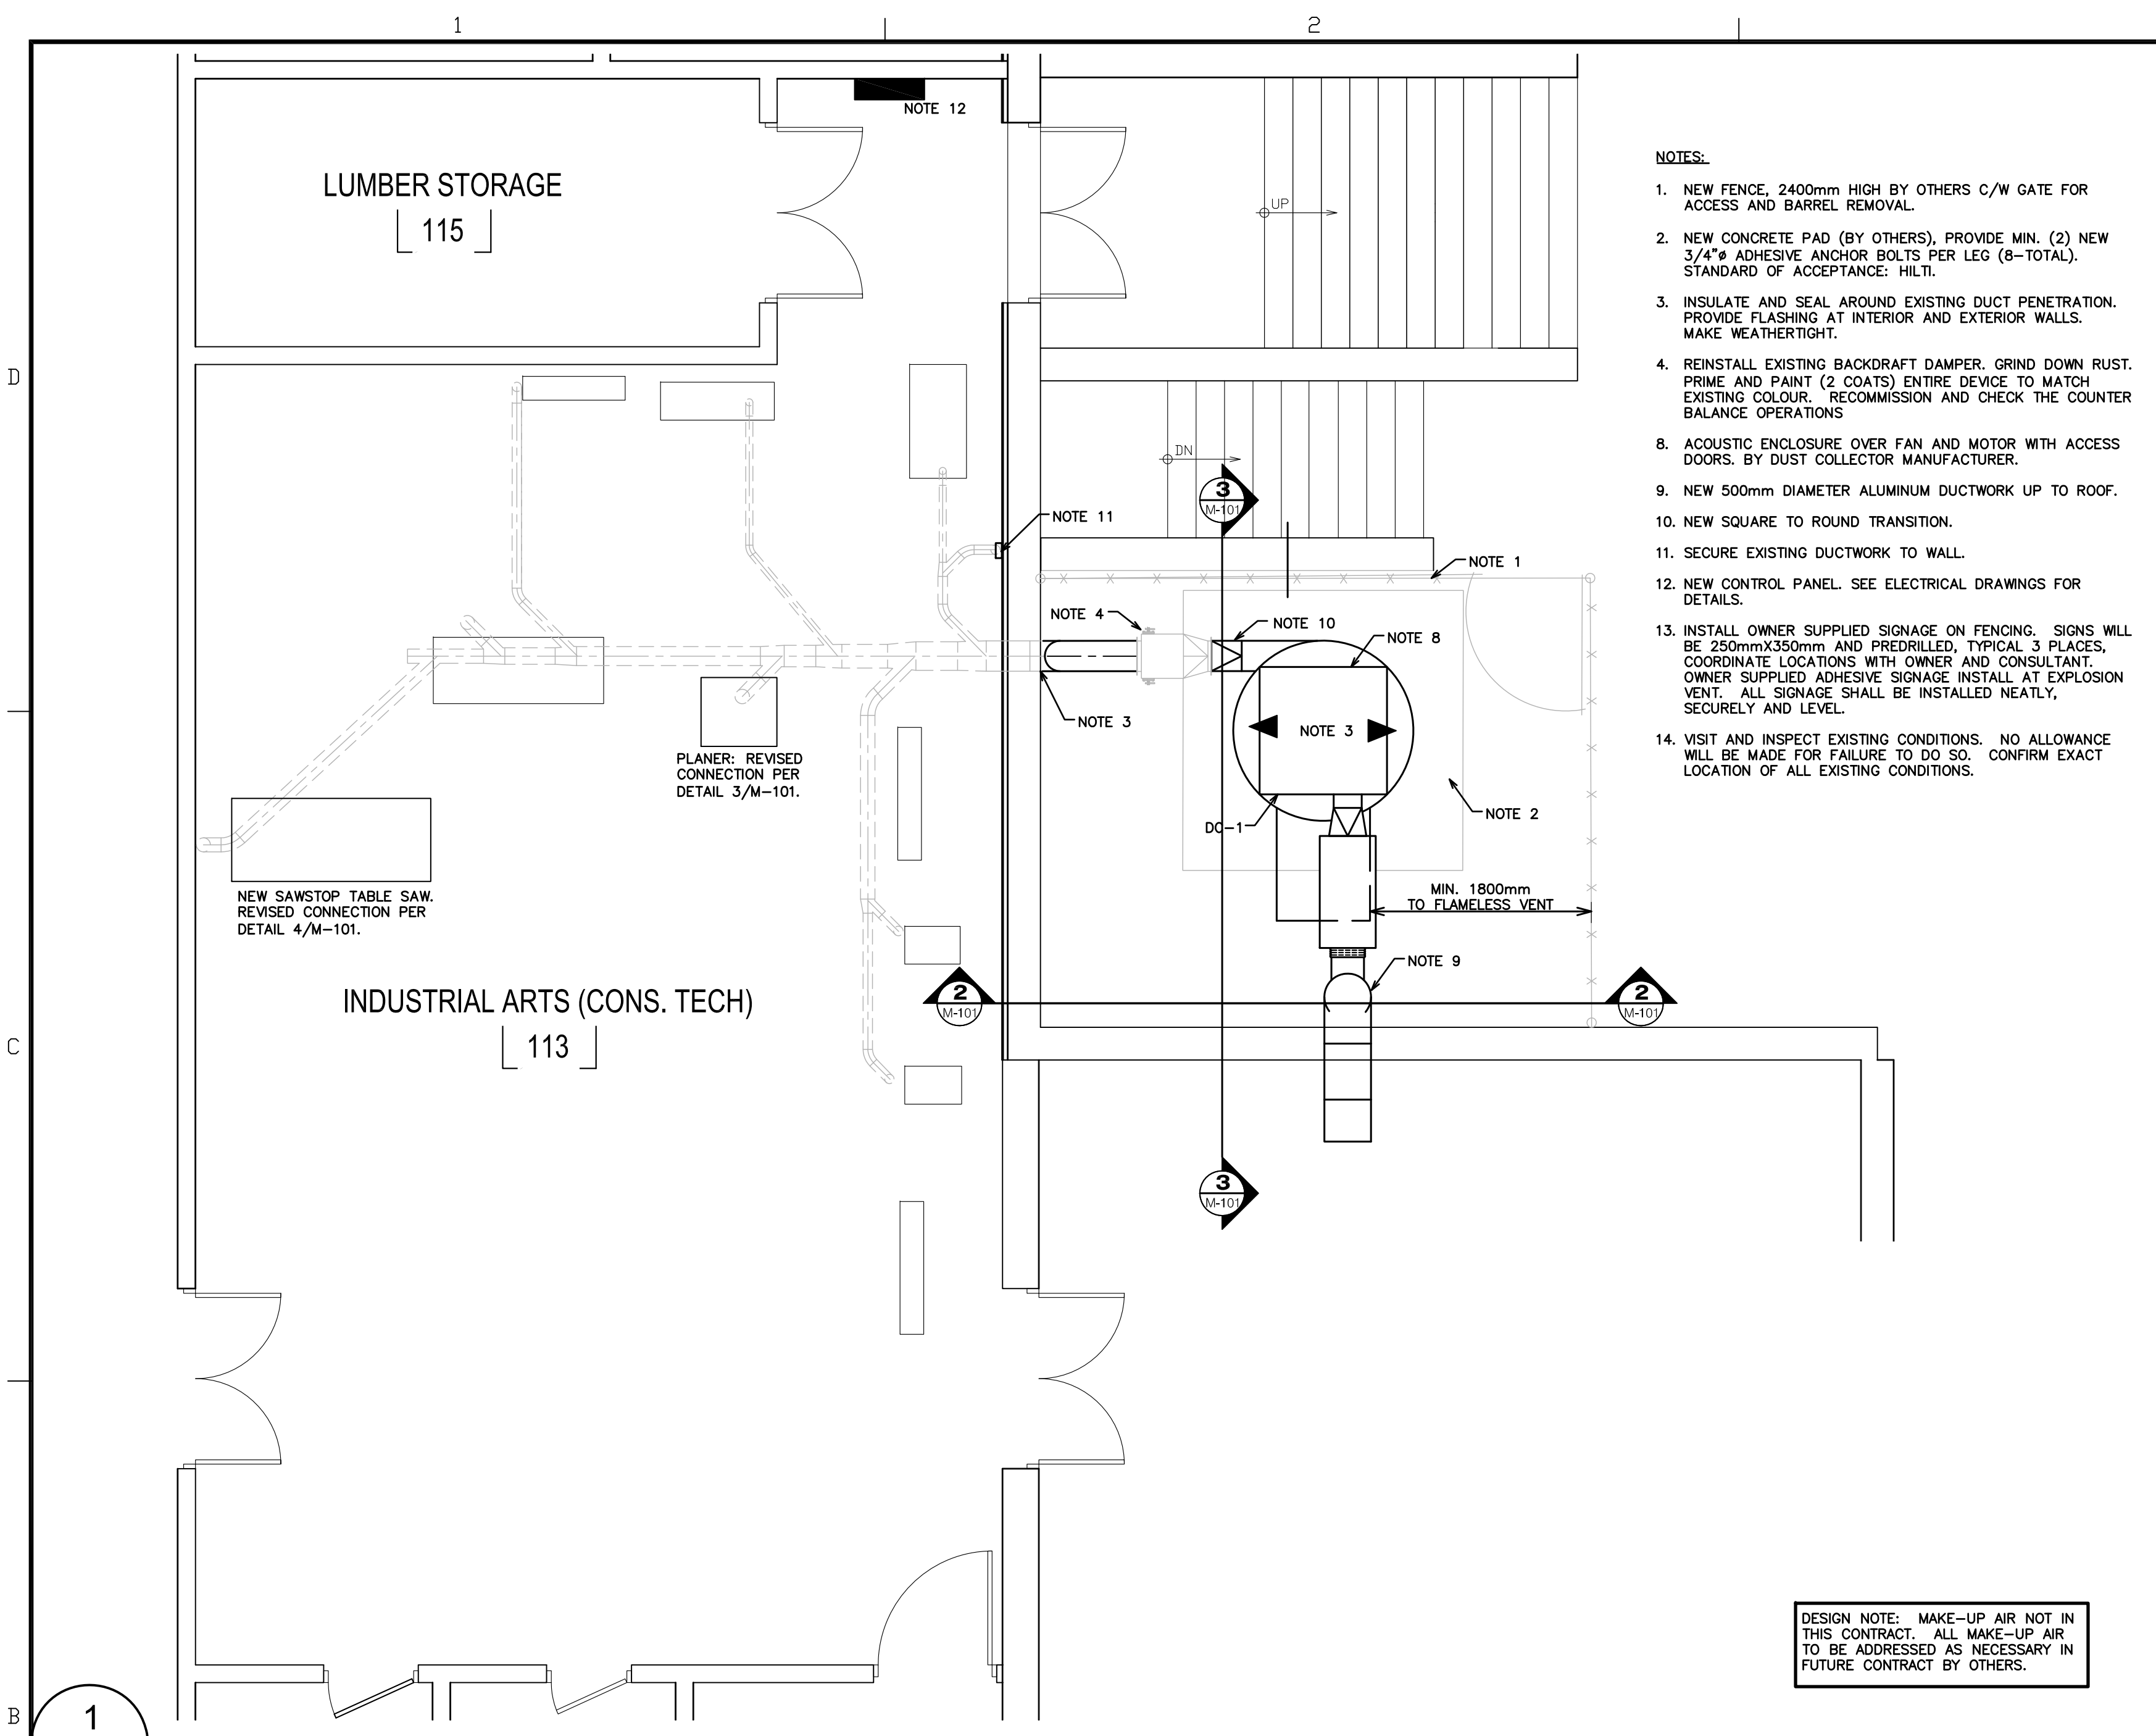 1
2
D
C
B
NOTE 12
LUMBER STORAGE
115
UP
DN
3
M-101
NOTE 11
NOTE 1
NOTE 4
NOTE 10
NOTE 8
NOTE 3
NOTE 3
PLANER: REVISED
CONNECTION PER
DETAIL 3/M-101.
DC-1
NOTE 2
MIN. 1800mm
TO FLAMELESS VENT
NEW SAWSTOP TABLE SAW.
REVISED CONNECTION PER
DETAIL 4/M-101.
NOTE 9
2
M-101
2
M-101
INDUSTRIAL ARTS (CONS. TECH)
113
3
M-101
1
NOTES:
1. NEW FENCE, 2400mm HIGH BY OTHERS C/W GATE FOR
ACCESS AND BARREL REMOVAL.
2. NEW CONCRETE PAD (BY OTHERS), PROVIDE MIN. (2) NEW
3/4"ø ADHESIVE ANCHOR BOLTS PER LEG (8-TOTAL).
STANDARD OF ACCEPTANCE: HILTI.
3. INSULATE AND SEAL AROUND EXISTING DUCT PENETRATION.
PROVIDE FLASHING AT INTERIOR AND EXTERIOR WALLS.
MAKE WEATHERTIGHT.
4. REINSTALL EXISTING BACKDRAFT DAMPER. GRIND DOWN RUST.
PRIME AND PAINT (2 COATS) ENTIRE DEVICE TO MATCH
EXISTING COLOUR. RECOMMISSION AND CHECK THE COUNTER
BALANCE OPERATIONS
8. ACOUSTIC ENCLOSURE OVER FAN AND MOTOR WITH ACCESS
DOORS. BY DUST COLLECTOR MANUFACTURER.
9. NEW 500mm DIAMETER ALUMINUM DUCTWORK UP TO ROOF.
10. NEW SQUARE TO ROUND TRANSITION.
11. SECURE EXISTING DUCTWORK TO WALL.
12. NEW CONTROL PANEL. SEE ELECTRICAL DRAWINGS FOR
DETAILS.
13. INSTALL OWNER SUPPLIED SIGNAGE ON FENCING. SIGNS WILL
BE 250mmX350mm AND PREDRILLED, TYPICAL 3 PLACES,
COORDINATE LOCATIONS WITH OWNER AND CONSULTANT.
OWNER SUPPLIED ADHESIVE SIGNAGE INSTALL AT EXPLOSION
VENT. ALL SIGNAGE SHALL BE INSTALLED NEATLY,
SECURELY AND LEVEL.
14. VISIT AND INSPECT EXISTING CONDITIONS. NO ALLOWANCE
WILL BE MADE FOR FAILURE TO DO SO. CONFIRM EXACT
LOCATION OF ALL EXISTING CONDITIONS.
DESIGN NOTE: MAKE-UP AIR NOT IN
THIS CONTRACT. ALL MAKE-UP AIR
TO BE ADDRESSED AS NECESSARY IN
FUTURE CONTRACT BY OTHERS.